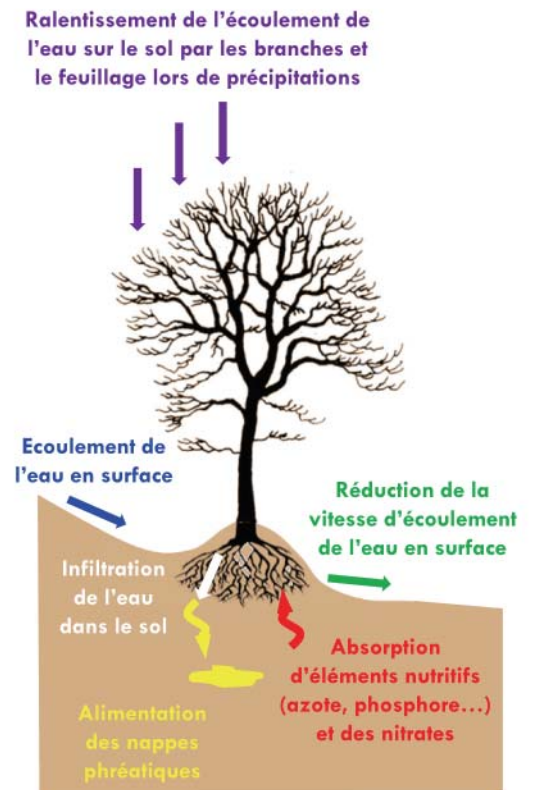 Ralentissement de l'écoulement de
l'eau sur le sol par les branches et
le feuillage lors de précipitations
Ecoulement de
l'eau en surface
Réduction de la
vitesse d'écoulement
de l'eau en surface
Infiltration
de l'eau
dans le sol
Absorption
d'éléments nutritifs
(azote, phosphore...)
et des nitrates
Alimentation
des nappes
phréatiques